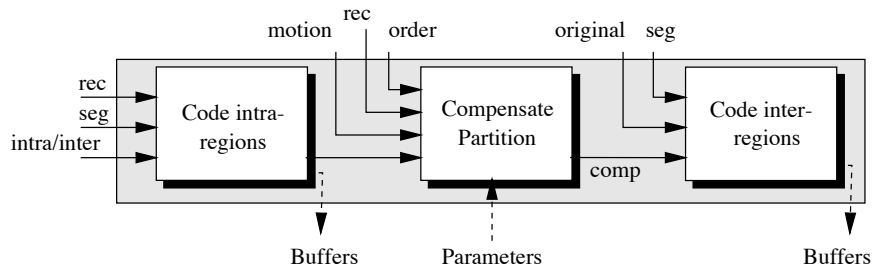 rec
motion
order
original
seg
rec
seg
intra/inter
Code intra-
regions
Compensate
Partition
Code inter-
regions
comp
Buffers
Parameters
Buffers